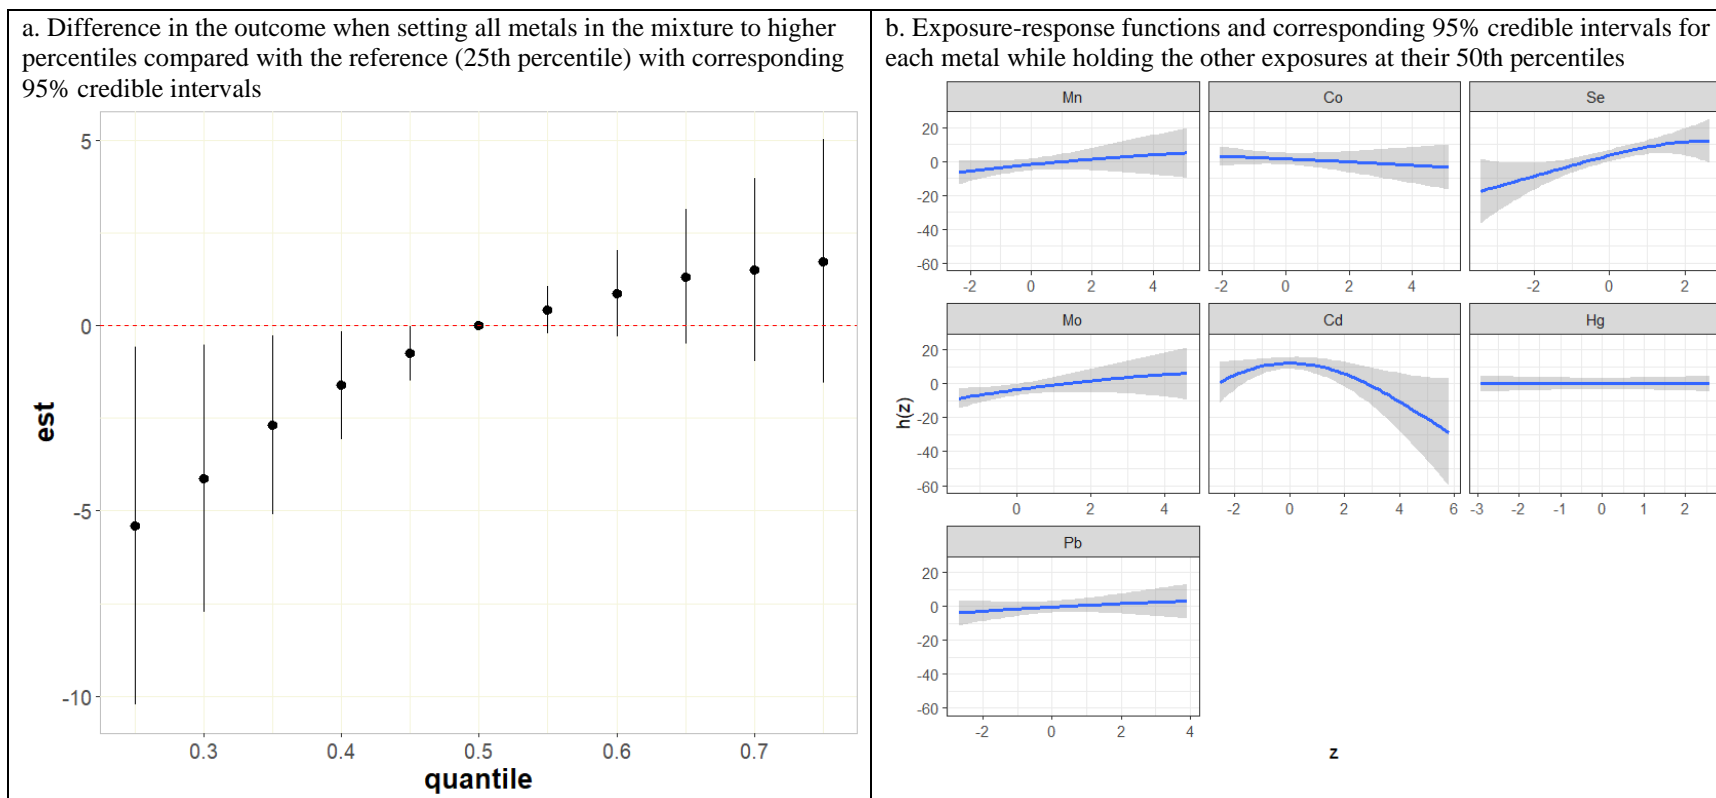 a. Difference in the outcome when setting all metals in the mixture to higher
percentiles compared with the reference (25th percentile) with corresponding
95% credible intervals
5
0
-5
-10
est
0.3 0.4 0.5 0.6 0.7
quantile
b. Exposure-response functions and corresponding 95% credible intervals for
each metal while holding the other exposures at their 50th percentiles
Mn Co Se
20
0
-20
-40
-60
-2 0 2 4 -2 0 2 4 -2 0 2
Mo Cd Hg
20
0
-20
-40
-60
h(z)
0 2 4 -2 0 2 4 6 -3 -2 -1 0 1 2
Pb
20
0
-20
-40
-60
-2 0 2 4
z